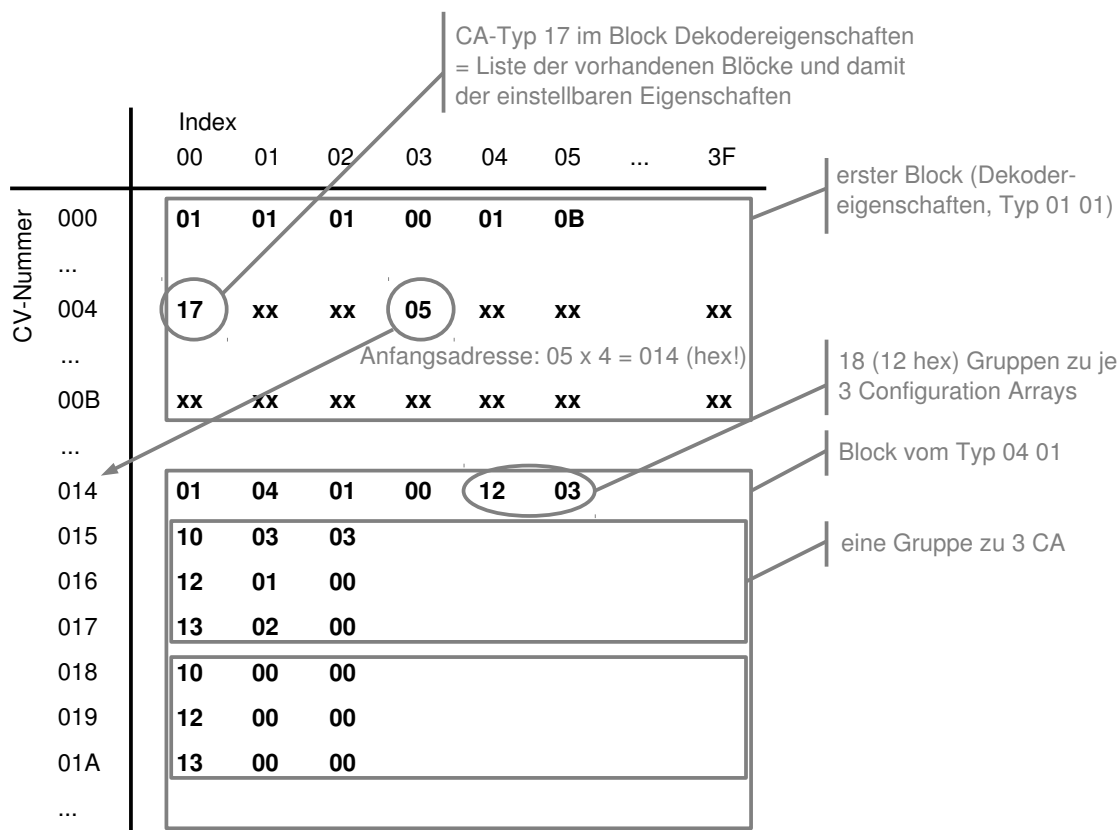 CA-Typ 17 im Block Dekodereigenschaften
= Liste der vorhandenen Blöcke und damit
der einstellbaren Eigenschaften
Index
00 01 02 03 04 05 ... 3F
erster Block (Dekoder-
eigenschaften, Typ 01 01)
CV-Nummer
000 01 01 01 00 01 0B
...
004 17 xx xx 05 xx xx xx
... Anfangsadresse: 05 x 4 = 014 (hex!)
18 (12 hex) Gruppen zu je
3 Configuration Arrays
00B xx xx xx xx xx xx xx
...
Block vom Typ 04 01
014 01 04 01 00 12 03
015 10 03 03
eine Gruppe zu 3 CA
016 12 01 00
017 13 02 00
018 10 00 00
019 12 00 00
01A 13 00 00
...